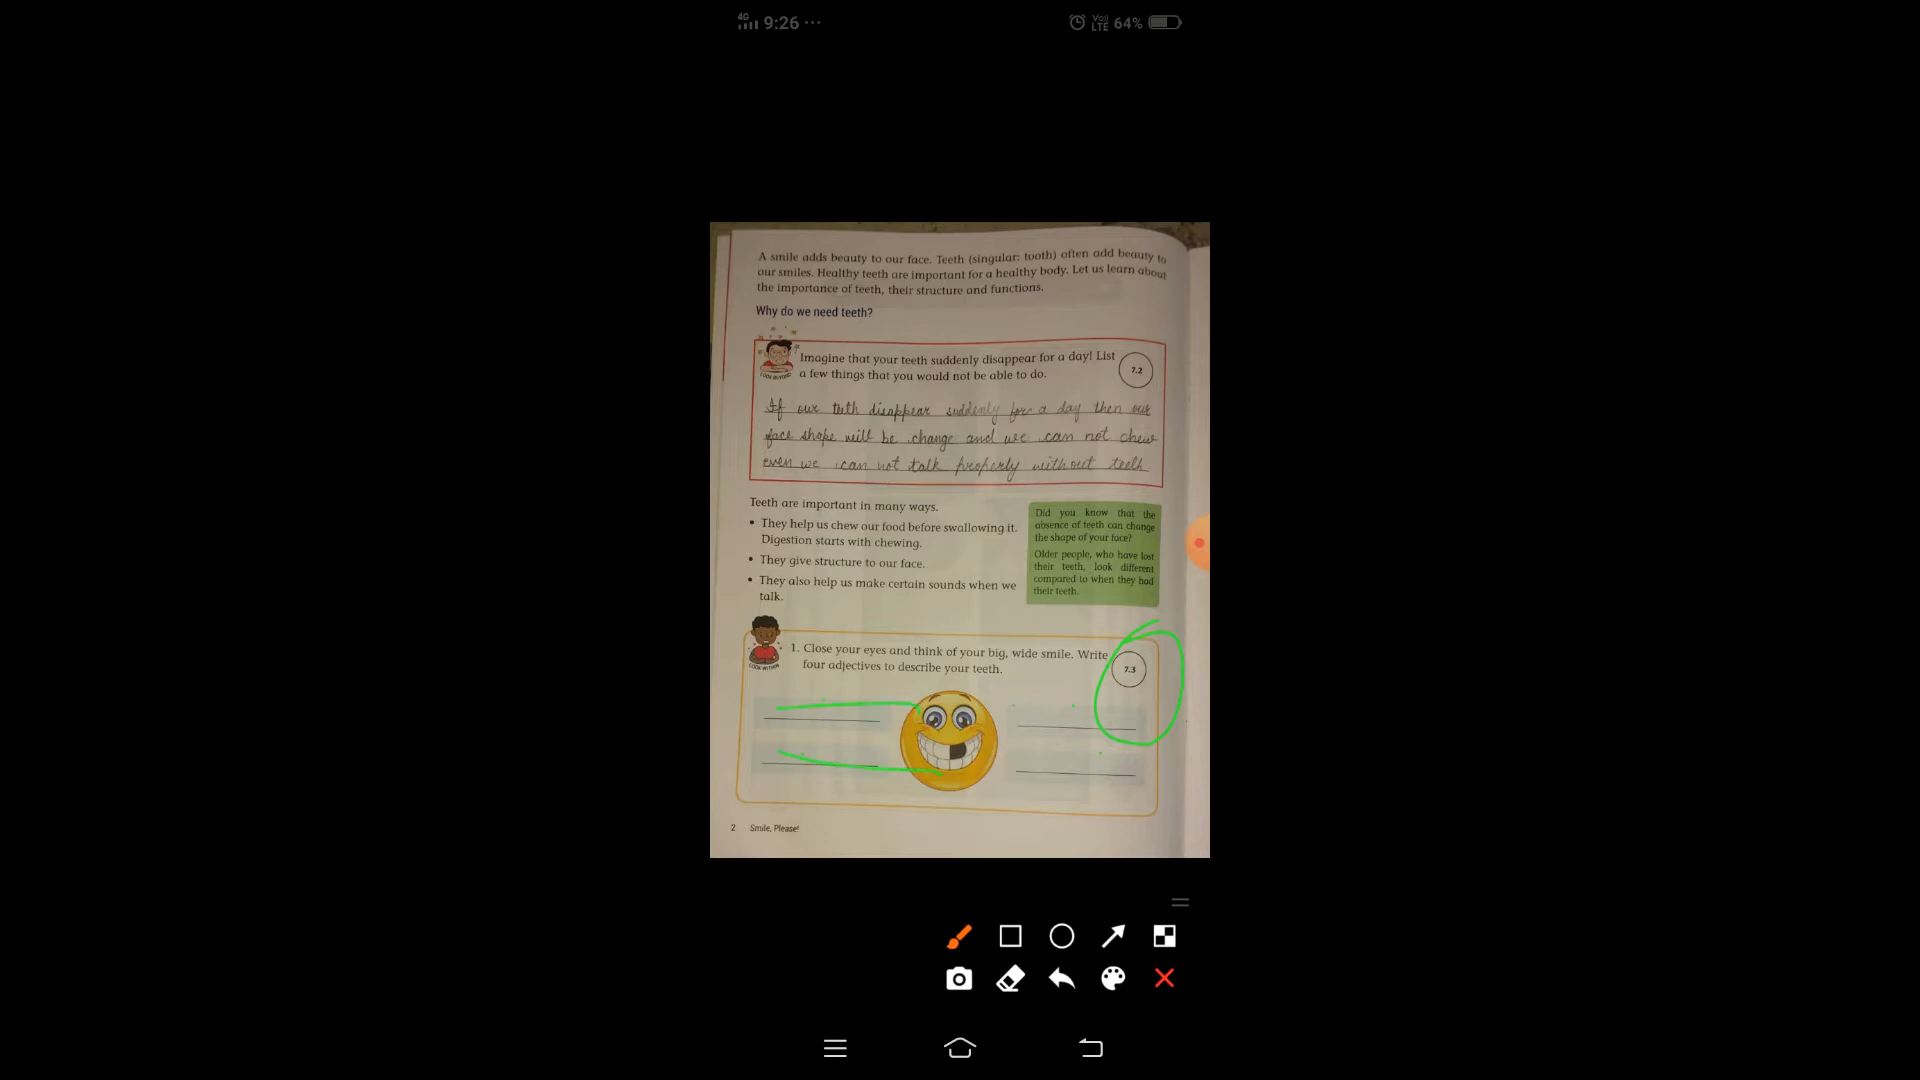 4G 9:26 ... Vo) LTE 64%
A smile adds beauty to our face. Teeth (singular: tooth) often add beauty to
our smiles. Healthy teeth are important for a healthy body. Let us learn about
the importance of teeth, their structure and functions.
Why do we need teeth?
LOOK BEYOND
Imagine that your teeth suddenly disappear for a day! List
a few things that you would not be able to do.
7.2
If our teeth disappear suddenly for a day then our
face shape will be change and we can not chew
even we can not talk properly without teeth
Teeth are important in many ways.
• They help us chew our food before swallowing it.
Digestion starts with chewing.
• They give structure to our face.
• They also help us make certain sounds when we
talk.
Did you know that the
absence of teeth can change
the shape of your face?
Older people, who have lost
their teeth, look different
compared to when they had
their teeth.
LOOK WITHIN
1. Close your eyes and think of your big, wide smile. Write
four adjectives to describe your teeth.
7.3
2 Smile, Please!